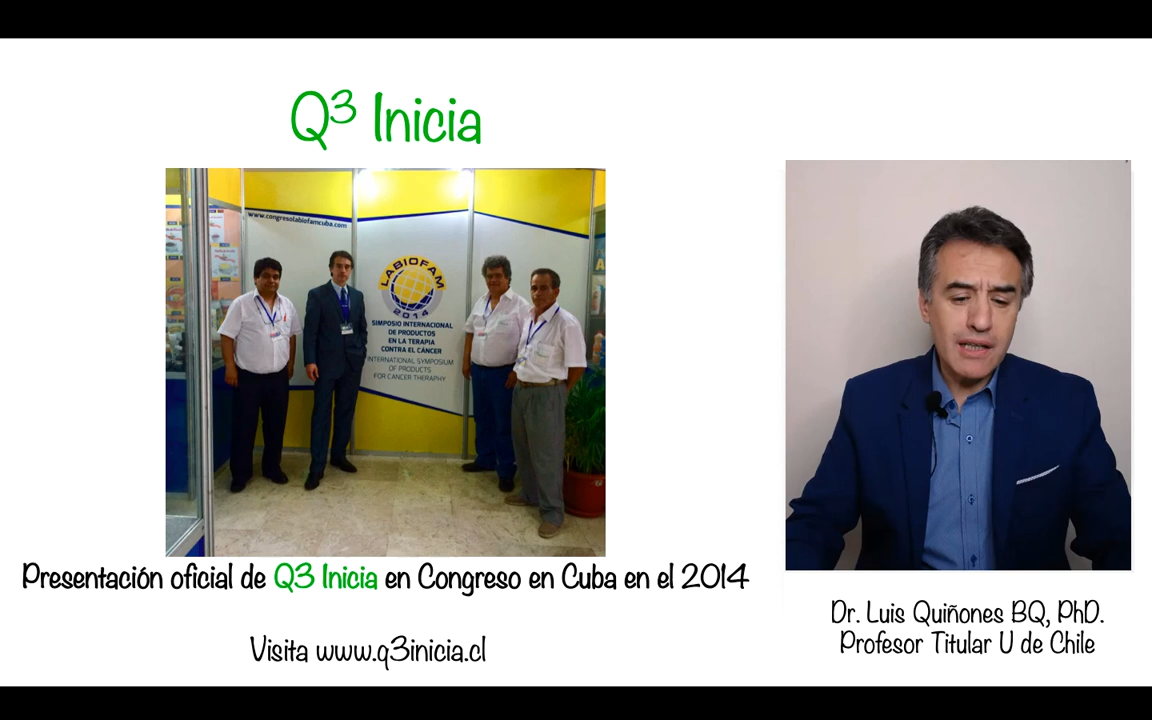 Q³ Inicia
www.congresolabiofamcuba.com
LABIOFAM
2014
SIMPOSIO INTERNACIONAL
DE PRODUCTOS
EN LA TERAPIA
CONTRA EL CÁNCER
INTERNATIONAL SYMPOSIUM
OF PRODUCTS
FOR CANCER THERAPHY
Presentación oficial de Q3 Inicia en Congreso en Cuba en el 2014
Visita www.q3inicia.cl
Dr. Luis Quiñones BQ, PhD.
Profesor Titular U de Chile